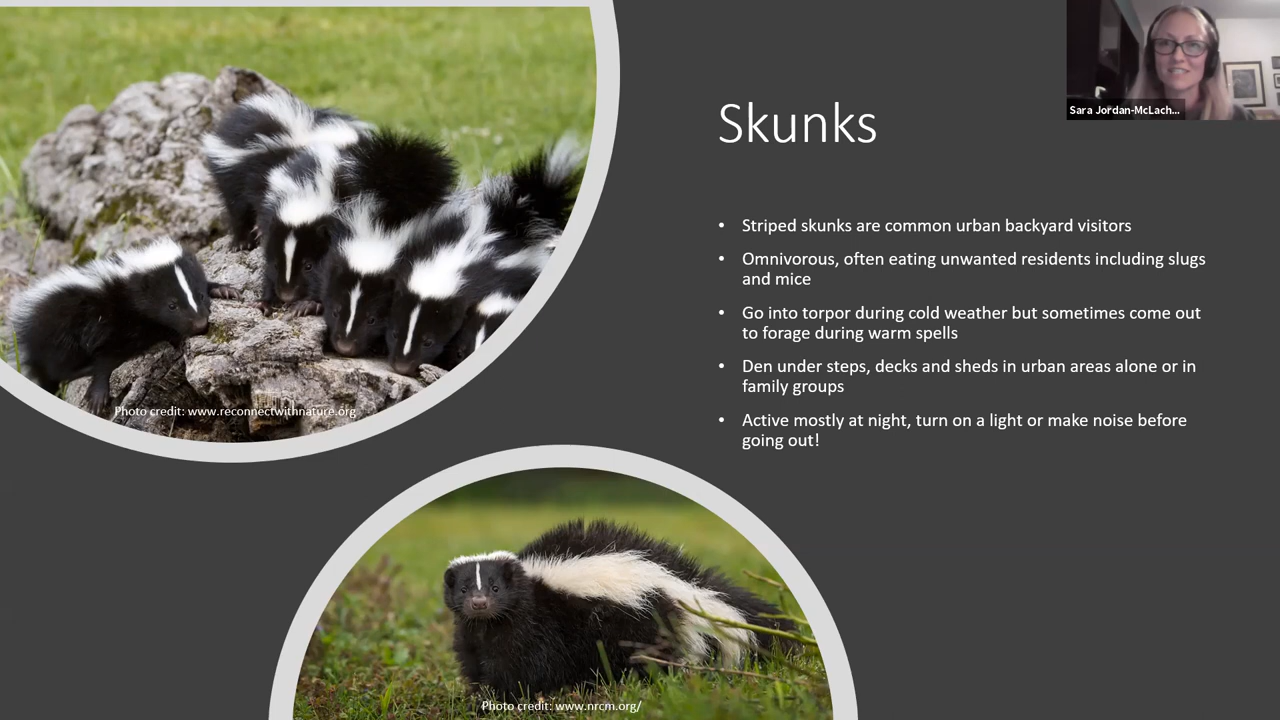 Skunks
Sara Jordan-McLach...
• Striped skunks are common urban backyard visitors
• Omnivorous, often eating unwanted residents including slugs
and mice
• Go into torpor during cold weather but sometimes come out
to forage during warm spells
• Den under steps, decks and sheds in urban areas alone or in
family groups
• Active mostly at night, turn on a light or make noise before
going out!
Photo credit: www.reconnectwithnature.org
Photo credit: www.nrcm.org/